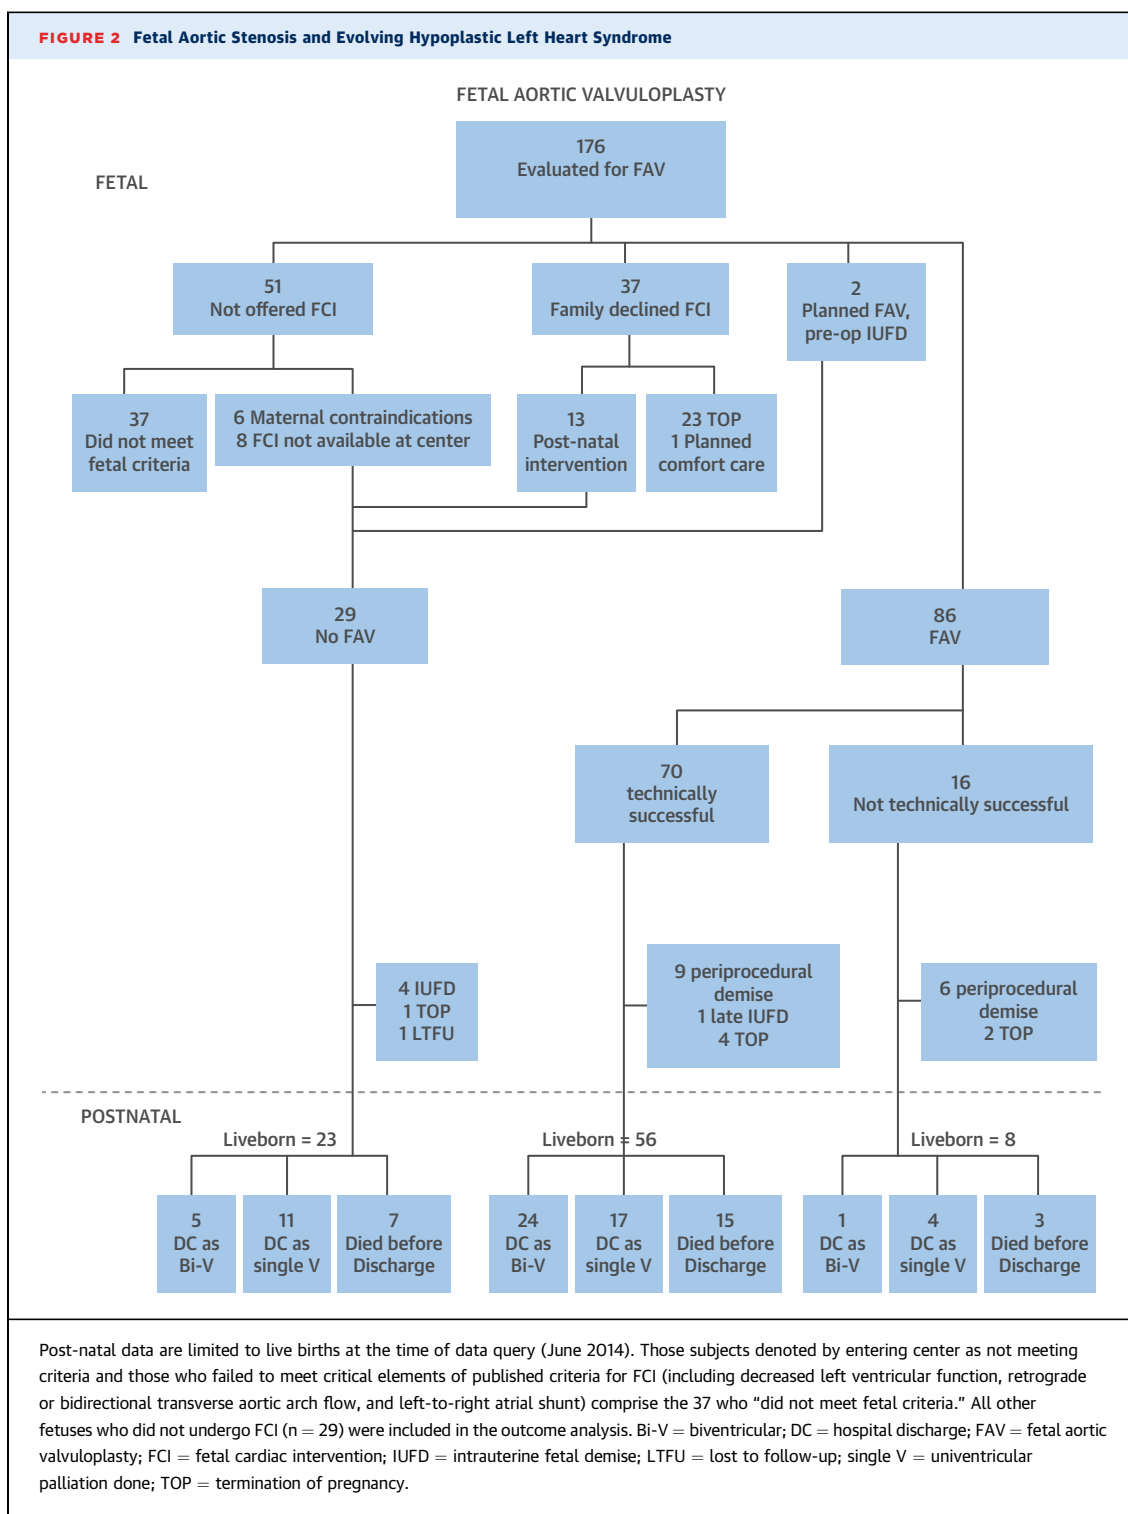 FIGURE 2 Fetal Aortic Stenosis and Evolving Hypoplastic Left Heart Syndrome
FETAL AORTIC VALVULOPLASTY
176
Evaluated for FAV
FETAL
51
Not offered FCI
37
Family declined FCI
2
Planned FAV,
pre-op IUFD
37
Did not meet
fetal criteria
6 Maternal contraindications
8 FCI not available at center
13
Post-natal
intervention
23 TOP
1 Planned
comfort care
29
No FAV
86
FAV
70
technically
successful
16
Not technically successful
4 IUFD
1 TOP
1 LTFU
9 periprocedural
demise
1 late IUFD
4 TOP
6 periprocedural
demise
2 TOP
POSTNATAL
Liveborn = 23
Liveborn = 56
Liveborn = 8
5
DC as
Bi-V
11
DC as
single V
7
Died before
Discharge
24
DC as
Bi-V
17
DC as
single V
15
Died before
Discharge
1
DC as
Bi-V
4
DC as
single V
3
Died before
Discharge
Post-natal data are limited to live births at the time of data query (June 2014). Those subjects denoted by entering center as not meeting
criteria and those who failed to meet critical elements of published criteria for FCI (including decreased left ventricular function, retrograde
or bidirectional transverse aortic arch flow, and left-to-right atrial shunt) comprise the 37 who “did not meet fetal criteria.” All other
fetuses who did not undergo FCI (n = 29) were included in the outcome analysis. Bi-V = biventricular; DC = hospital discharge; FAV = fetal aortic
valvuloplasty; FCI = fetal cardiac intervention; IUFD = intrauterine fetal demise; LTFU = lost to follow-up; single V = univentricular
palliation done; TOP = termination of pregnancy.